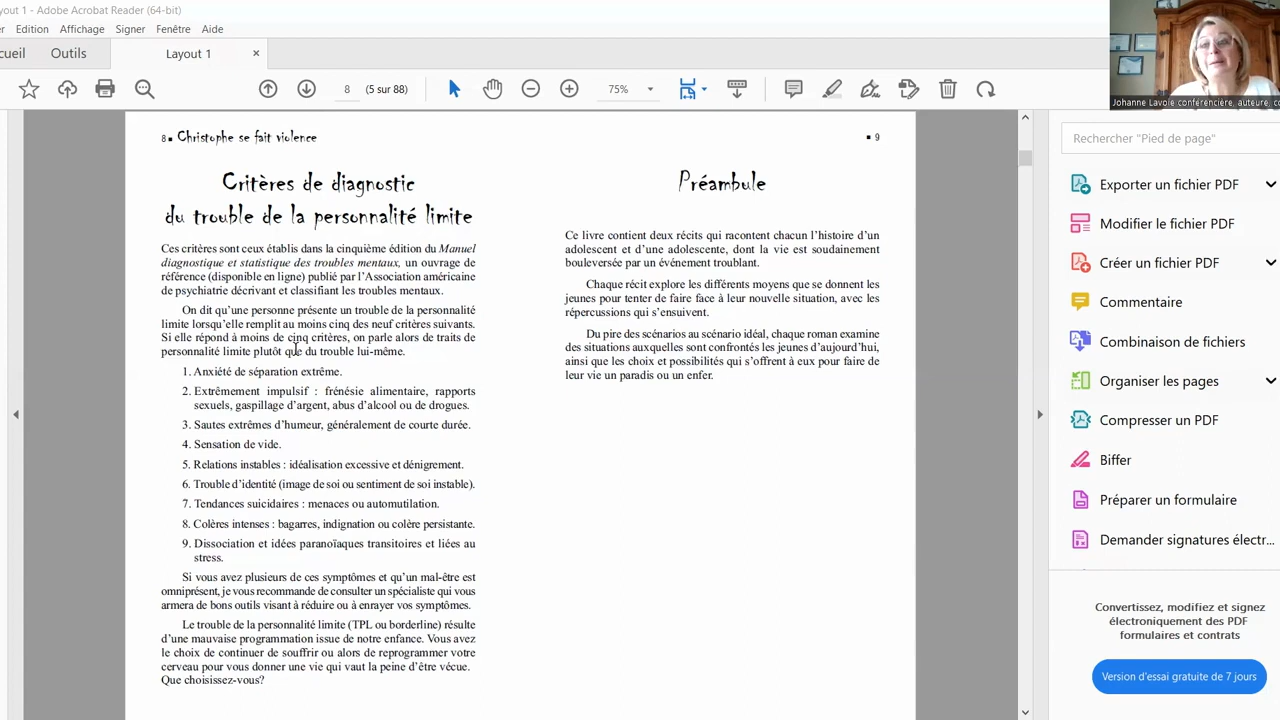 ayout 1 - Adobe Acrobat Reader (64-bit)
er Edition Affichage Signer Fenêtre Aide
cueil Outils Layout 1 ×
8 (5 sur 88) 75%
Johanne Lavoie conférencière, auteure, co
8 ■ Christophe se fait violence
Critères de diagnostic
du trouble de la personnalité limite
Ces critères sont ceux établis dans la cinquième édition du Manuel
diagnostique et statistique des troubles mentaux, un ouvrage de
référence (disponible en ligne) publié par l'Association américaine
de psychiatrie décrivant et classifiant les troubles mentaux.
On dit qu'une personne présente un trouble de la personnalité
limite lorsqu'elle remplit au moins cinq des neuf critères suivants.
Si elle répond à moins de cinq critères, on parle alors de traits de
personnalité limite plutôt que du trouble lui-même.
1. Anxiété de séparation extrême.
2. Extrêmement impulsif : frénésie alimentaire, rapports
sexuels, gaspillage d'argent, abus d'alcool ou de drogues.
3. Sautes extrêmes d'humeur, généralement de courte durée.
4. Sensation de vide.
5. Relations instables : idéalisation excessive et dénigrement.
6. Trouble d'identité (image de soi ou sentiment de soi instable).
7. Tendances suicidaires : menaces ou automutilation.
8. Colères intenses : bagarres, indignation ou colère persistante.
9. Dissociation et idées paranoïaques transitoires et liées au
stress.
Si vous avez plusieurs de ces symptômes et qu'un mal-être est
omniprésent, je vous recommande de consulter un spécialiste qui vous
armera de bons outils visant à réduire ou à enrayer vos symptômes.
Le trouble de la personnalité limite (TPL ou borderline) résulte
d'une mauvaise programmation issue de notre enfance. Vous avez
le choix de continuer de souffrir ou alors de reprogrammer votre
cerveau pour vous donner une vie qui vaut la peine d'être vécue.
Que choisissez-vous?
■ 9
Préambule
Ce livre contient deux récits qui racontent chacun l'histoire d'un
adolescent et d'une adolescente, dont la vie est soudainement
bouleversée par un événement troublant.
Chaque récit explore les différents moyens que se donnent les
jeunes pour tenter de faire face à leur nouvelle situation, avec les
répercussions qui s'ensuivent.
Du pire des scénarios au scénario idéal, chaque roman examine
des situations auxquelles sont confrontés les jeunes d'aujourd'hui,
ainsi que les choix et possibilités qui s'offrent à eux pour faire de
leur vie un paradis ou un enfer.
Rechercher "Pied de page"
Exporter un fichier PDF
Modifier le fichier PDF
Créer un fichier PDF
Commentaire
Combinaison de fichiers
Organiser les pages
Compresser un PDF
Biffer
Préparer un formulaire
Demander signatures électr...
Convertissez, modifiez et signez
électroniquement des PDF
formulaires et contrats
Version d'essai gratuite de 7 jours